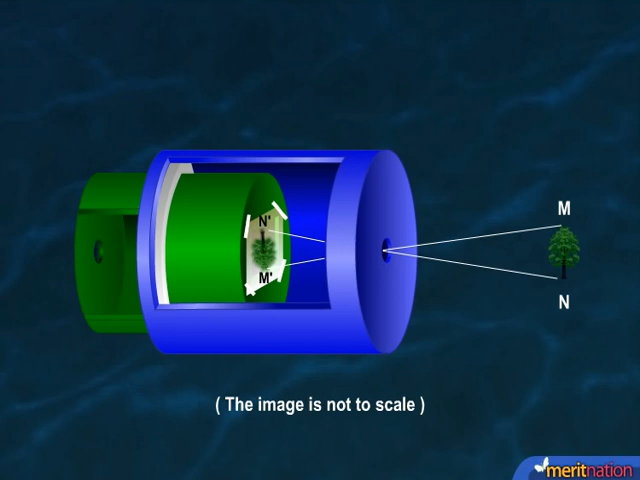 M
N'
M'
N
( The image is not to scale )
meritnation